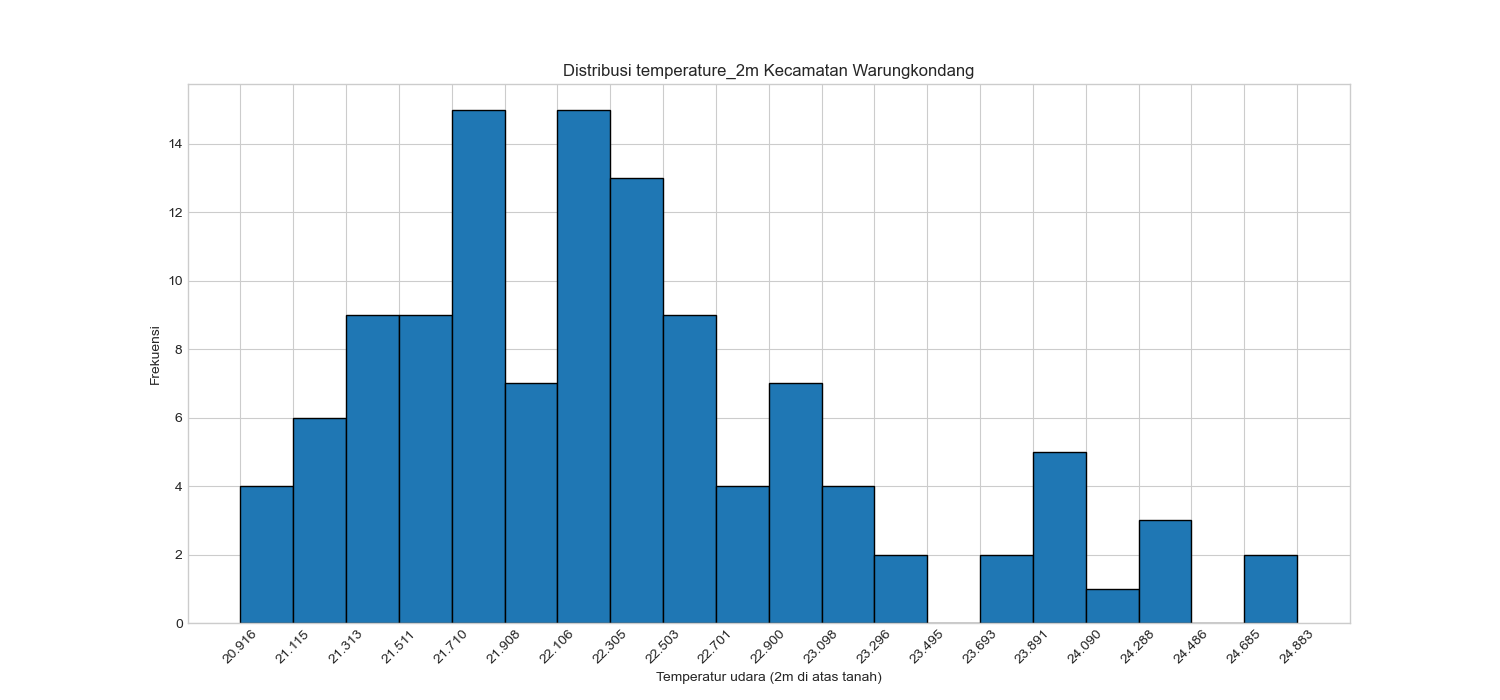 Distribusi temperature_2m Kecamatan Warungkondang
Frekuensi
14
12
10
8
6
4
2
0
20.916 21.115 21.313 21.511 21.710 21.908 22.106 22.305 22.503 22.701 22.900 23.098 23.296 23.495 23.693 23.891 24.090 24.288 24.486 24.685 24.883
Temperatur udara (2m di atas tanah)